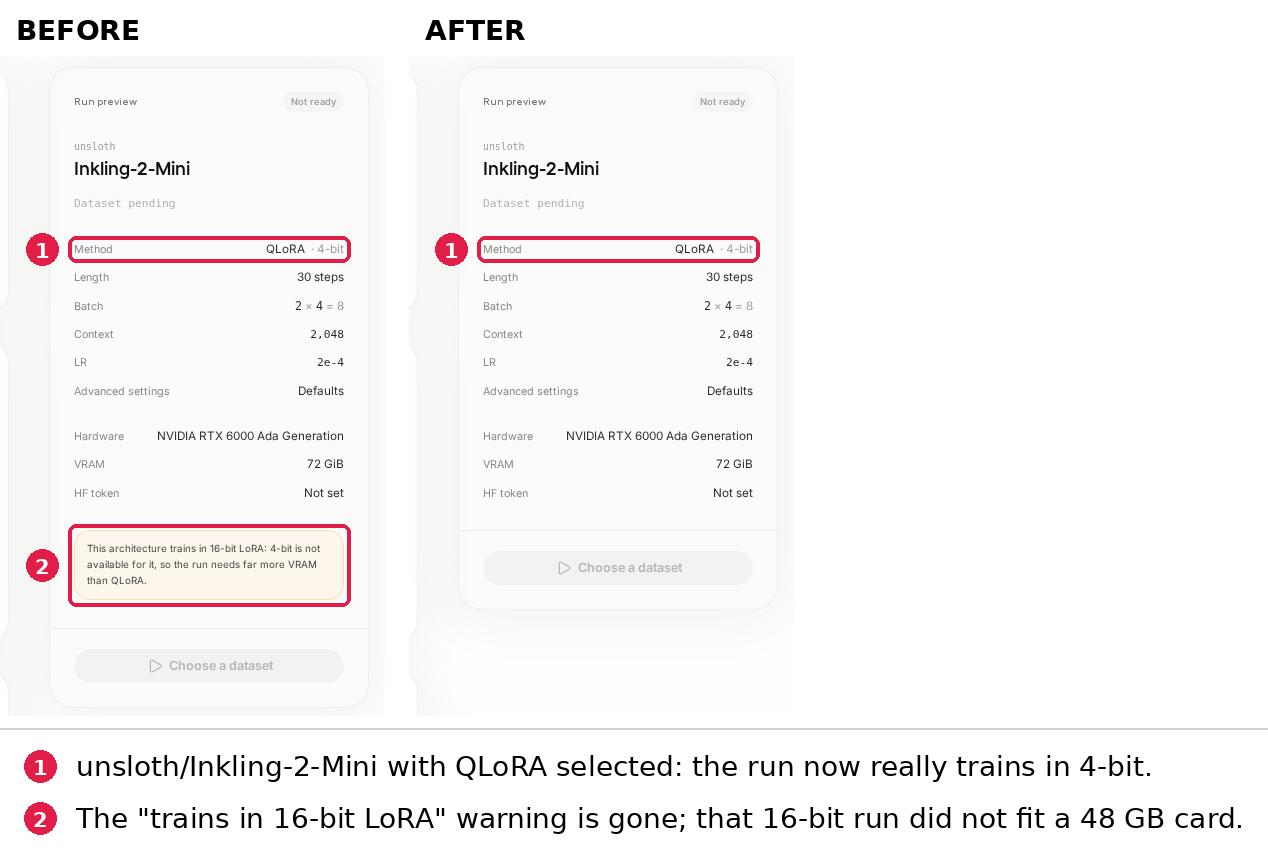 BEFORE
Run preview
Not ready
unsloth
Inkling-2-Mini
Dataset pending
1
Method QLoRA · 4-bit
Length 30 steps
Batch 2 × 4 = 8
Context 2,048
LR 2e-4
Advanced settings Defaults
Hardware NVIDIA RTX 6000 Ada Generation
VRAM 72 GiB
HF token Not set
2
This architecture trains in 16-bit LoRA: 4-bit is not
available for it, so the run needs far more VRAM
than QLoRA.
Choose a dataset
AFTER
Run preview
Not ready
unsloth
Inkling-2-Mini
Dataset pending
1
Method QLoRA · 4-bit
Length 30 steps
Batch 2 × 4 = 8
Context 2,048
LR 2e-4
Advanced settings Defaults
Hardware NVIDIA RTX 6000 Ada Generation
VRAM 72 GiB
HF token Not set
Choose a dataset
1 unsloth/Inkling-2-Mini with QLoRA selected: the run now really trains in 4-bit.
2 The "trains in 16-bit LoRA" warning is gone; that 16-bit run did not fit a 48 GB card.